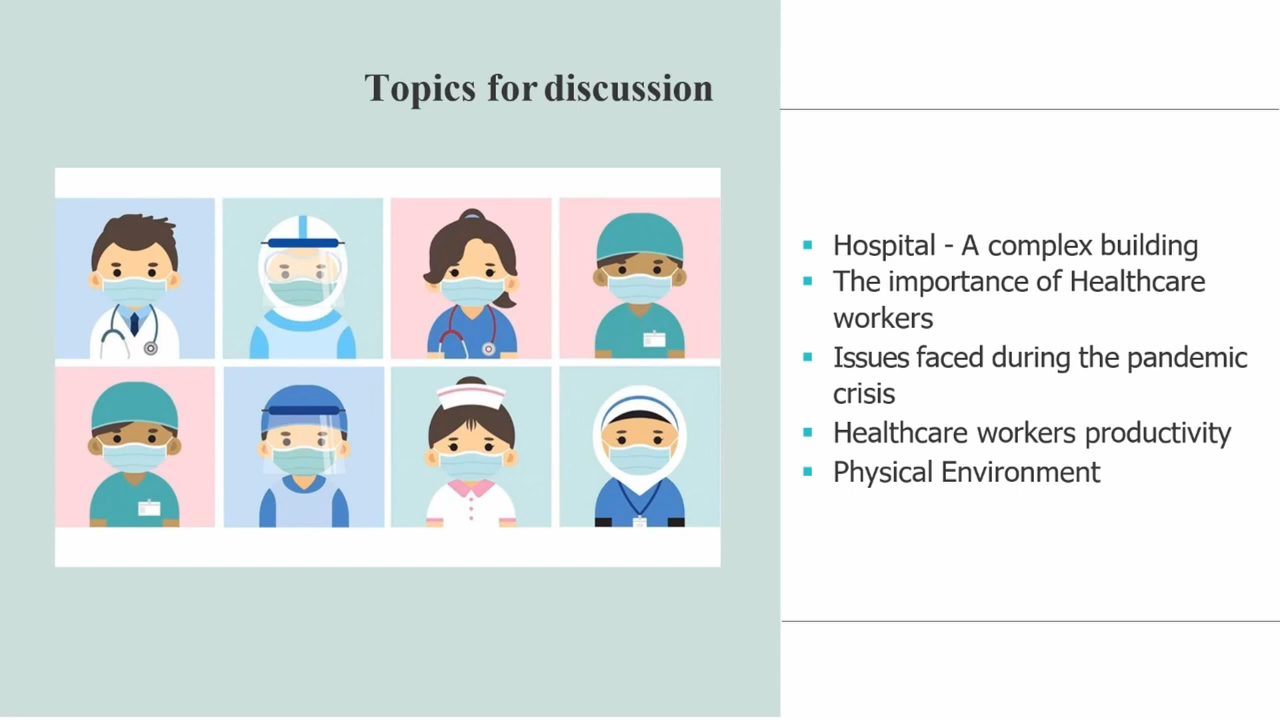 Topics for discussion
Hospital - A complex building
The importance of Healthcare
workers
Issues faced during the pandemic
crisis
Healthcare workers productivity
Physical Environment